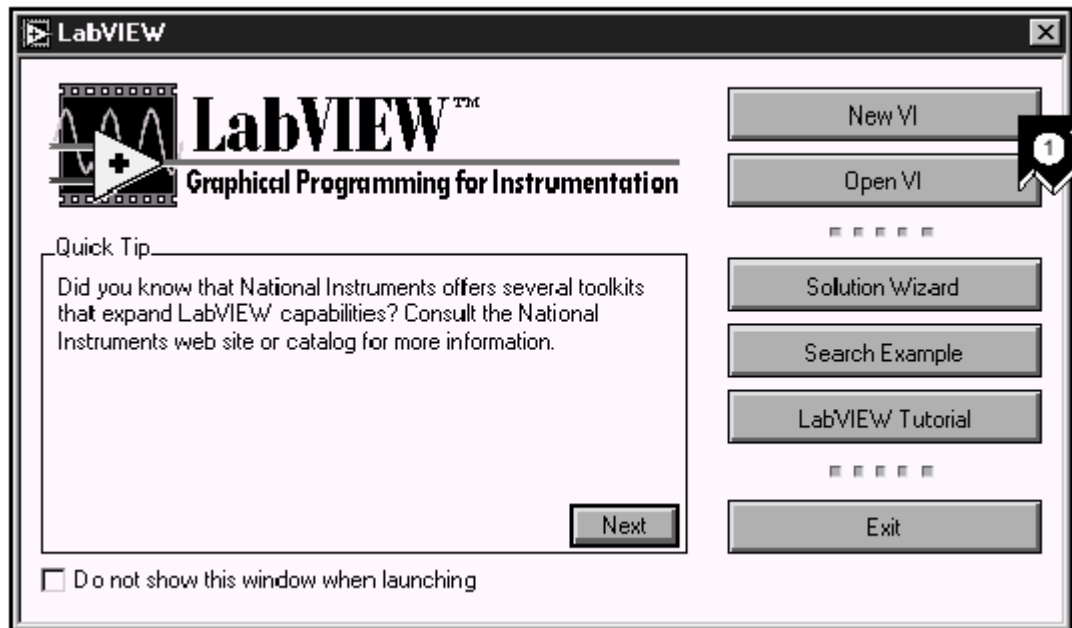 LabVIEW
LabVIEW™
Graphical Programming for Instrumentation
Quick Tip
Did you know that National Instruments offers several toolkits
that expand LabVIEW capabilities? Consult the National
Instruments web site or catalog for more information.
Next
Do not show this window when launching
New VI
1
Open VI
Solution Wizard
Search Example
LabVIEW Tutorial
Exit